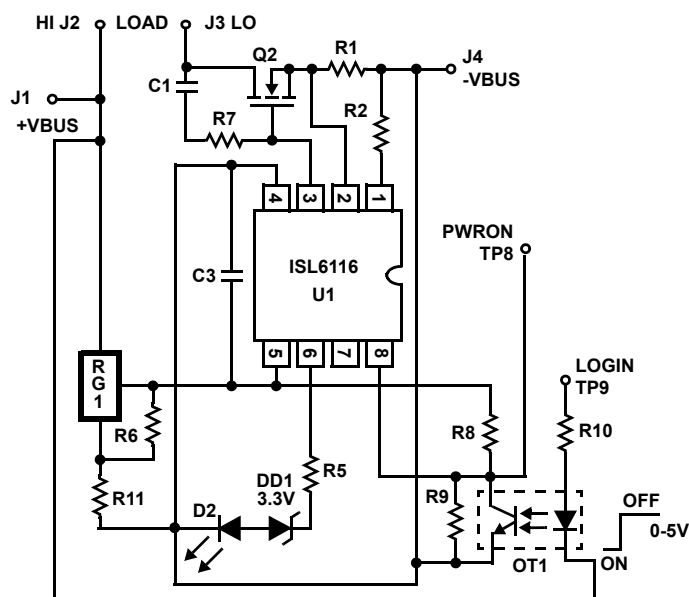 HI J2 LOAD J3 LO
Q2
R1
J4
-VBUS
C1
J1
+VBUS
R2
R7
4 3 2 1
PWRON
TP8
ISL6116
U1
C3
5 6 7 8
RG1
LOGIN
TP9
R6
R8
R10
R11
D2
DD1
3.3V
R5
R9
OFF
0-5V
ON
OT1